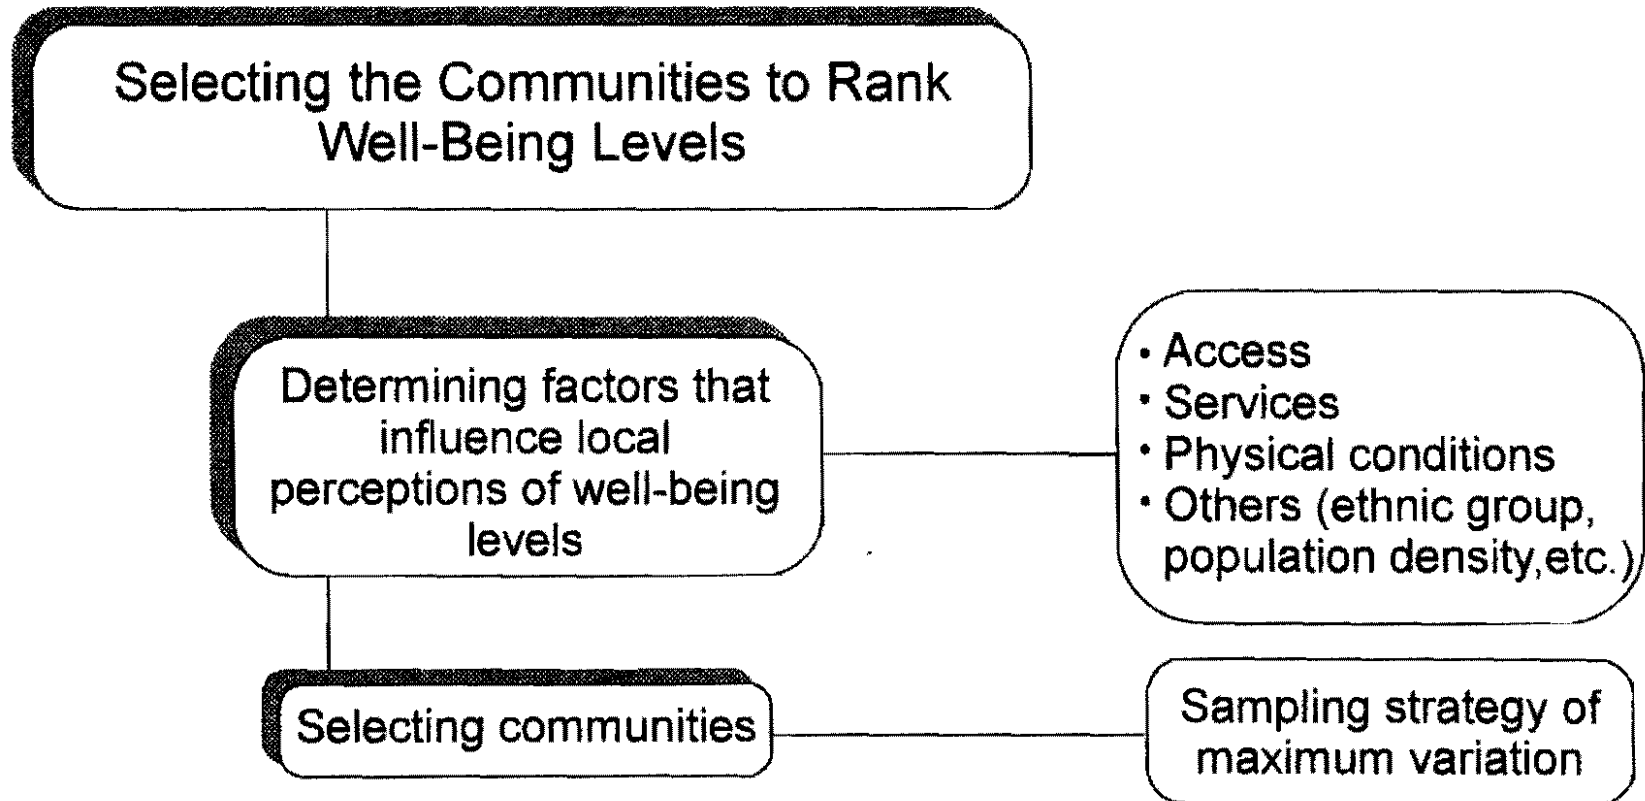 Selecting the Communities to Rank
Well-Being Levels
Determining factors that
influence local
perceptions of well-being
levels
• Access
• Services
• Physical conditions
• Others (ethnic group,
population density,etc.)
Selecting communities
Sampling strategy of
maximum variation